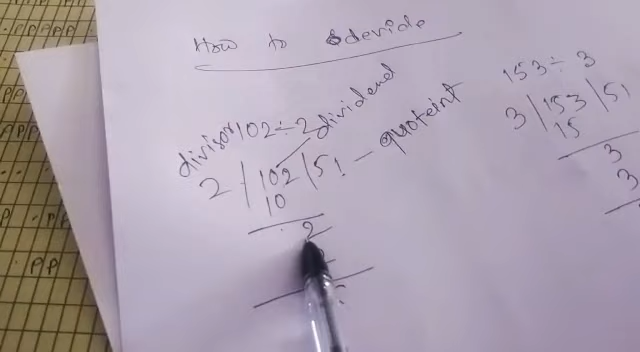 How to devide
divisor 102 ÷ 2 dividend
2 | 102 | 51 - quoteint
10
2
153 ÷ 3
3 | 153 | 51
15
3
3
PP